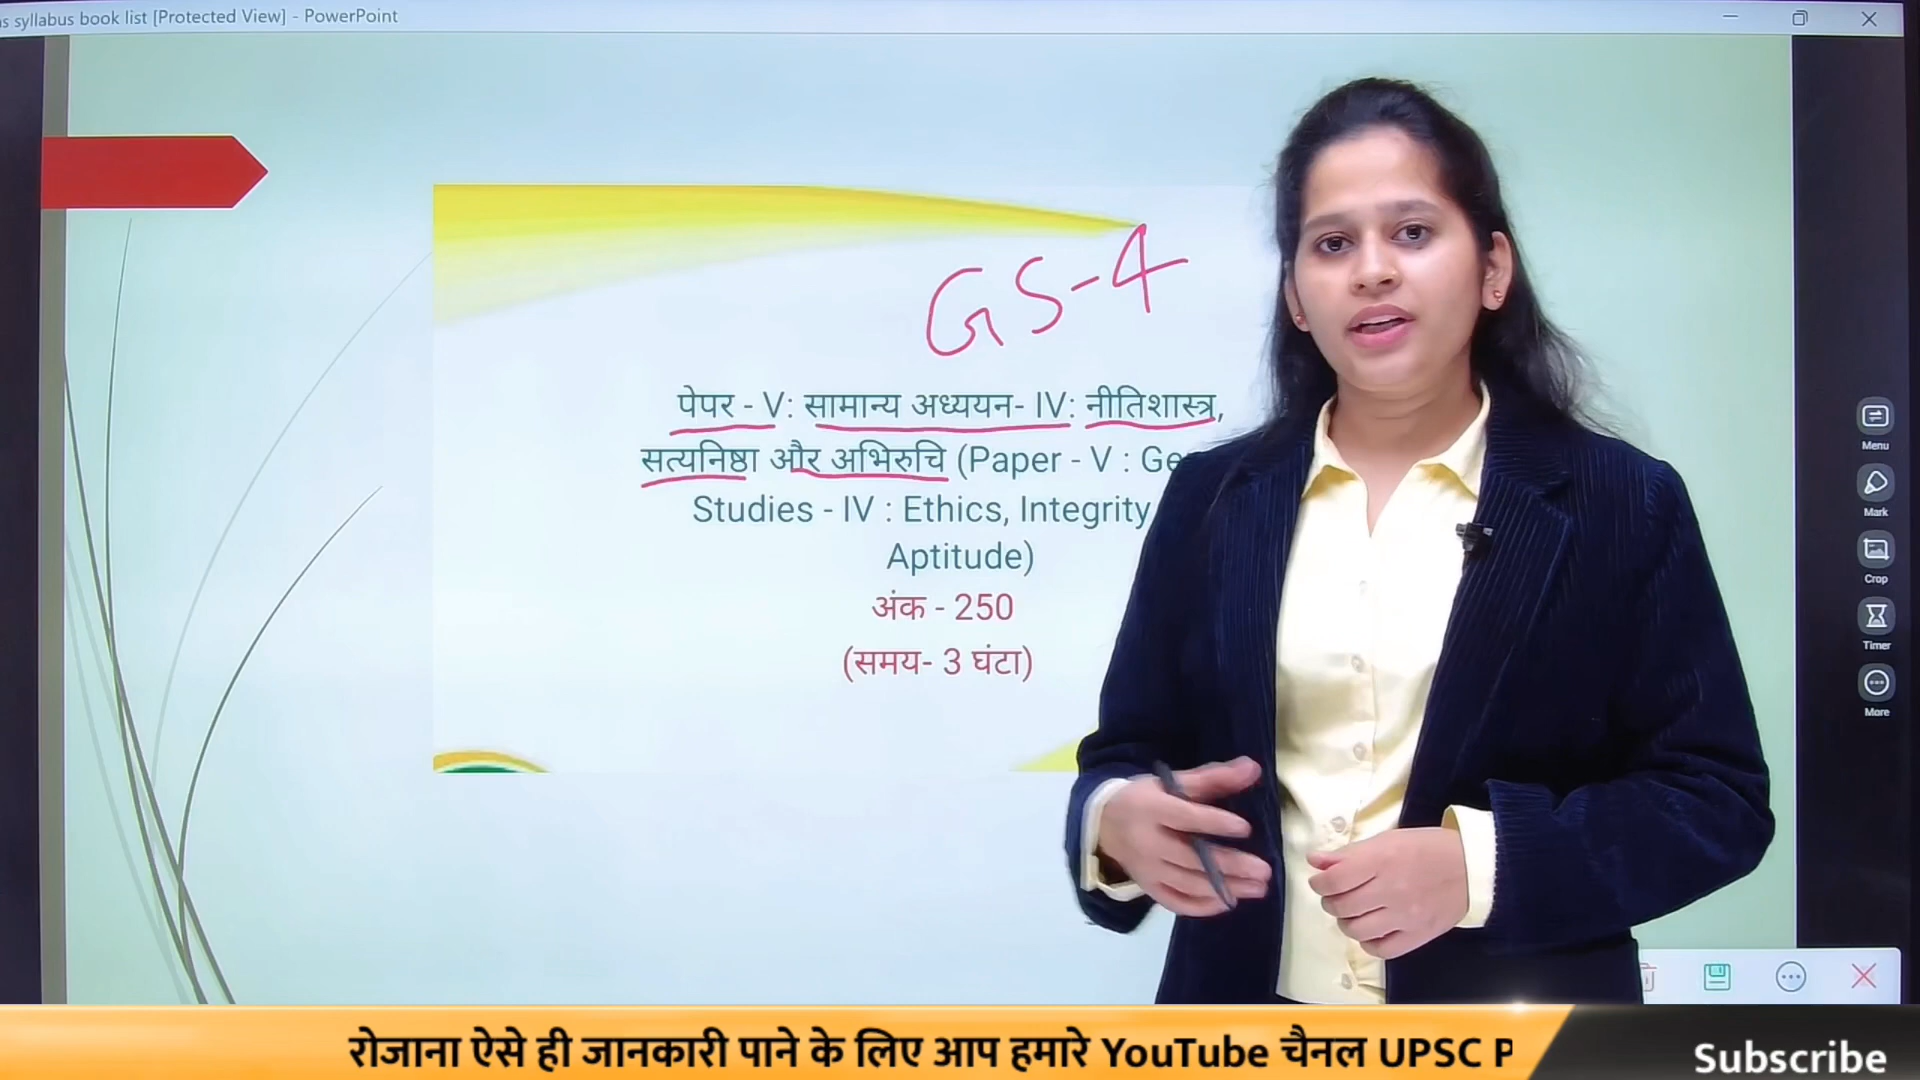 syllabus book list [Protected View] - PowerPoint
GS-4
पेपर - V: सामान्य अध्ययन- IV: नीतिशास्त्र,
सत्यनिष्ठा और अभिरुचि (Paper - V : Ge
Studies - IV : Ethics, Integrity
Aptitude)
अंक - 250
(समय- 3 घंटा)
Menu
Mark
Crop
Timer
More
रोजाना ऐसे ही जानकारी पाने के लिए आप हमारे YouTube चैनल UPSC P
Subscribe